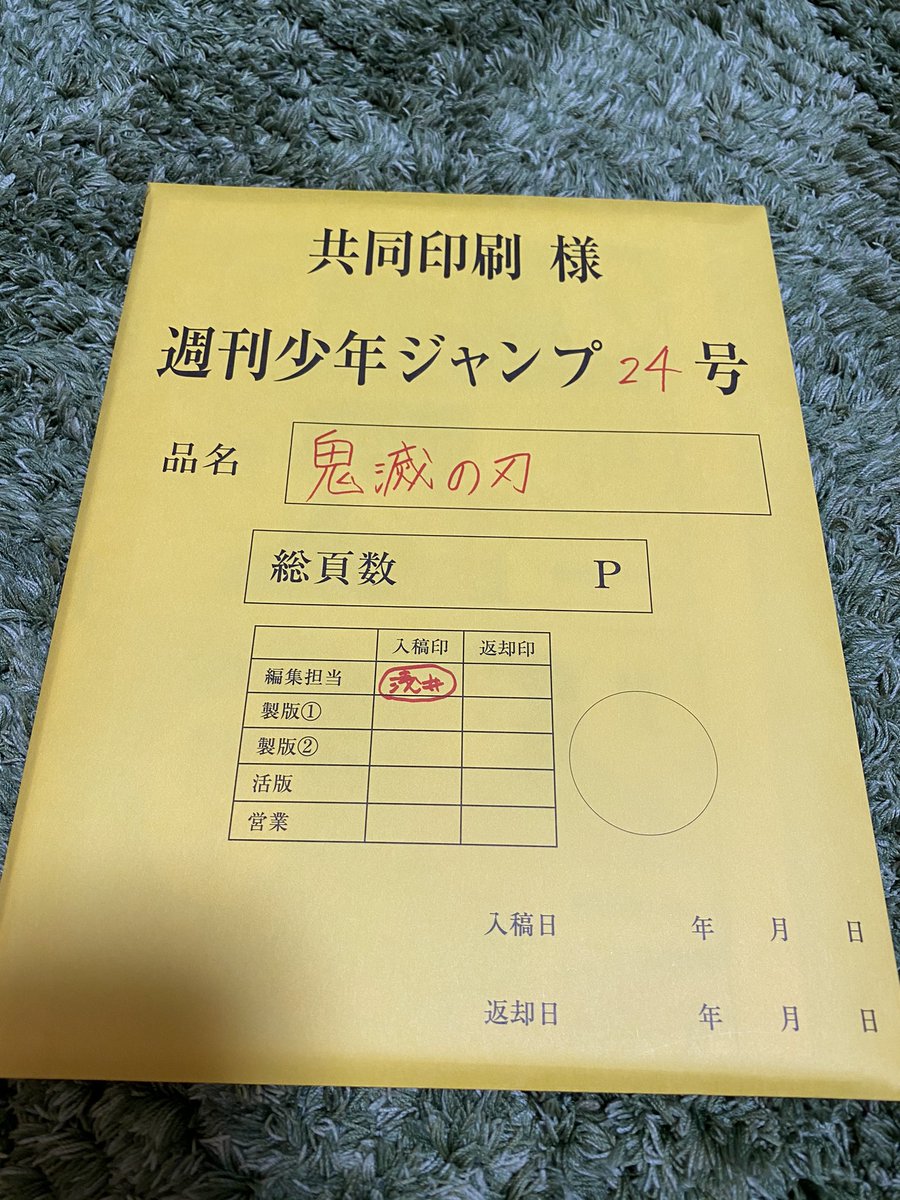 共同印刷 様
週刊少年ジャンプ 24 号
品名 鬼滅の刃
総頁数 P
入稿印 返却印
編集担当 浅井
製版①
製版②
活版
営業
入稿日 年 月 日
返却日 年 月 日